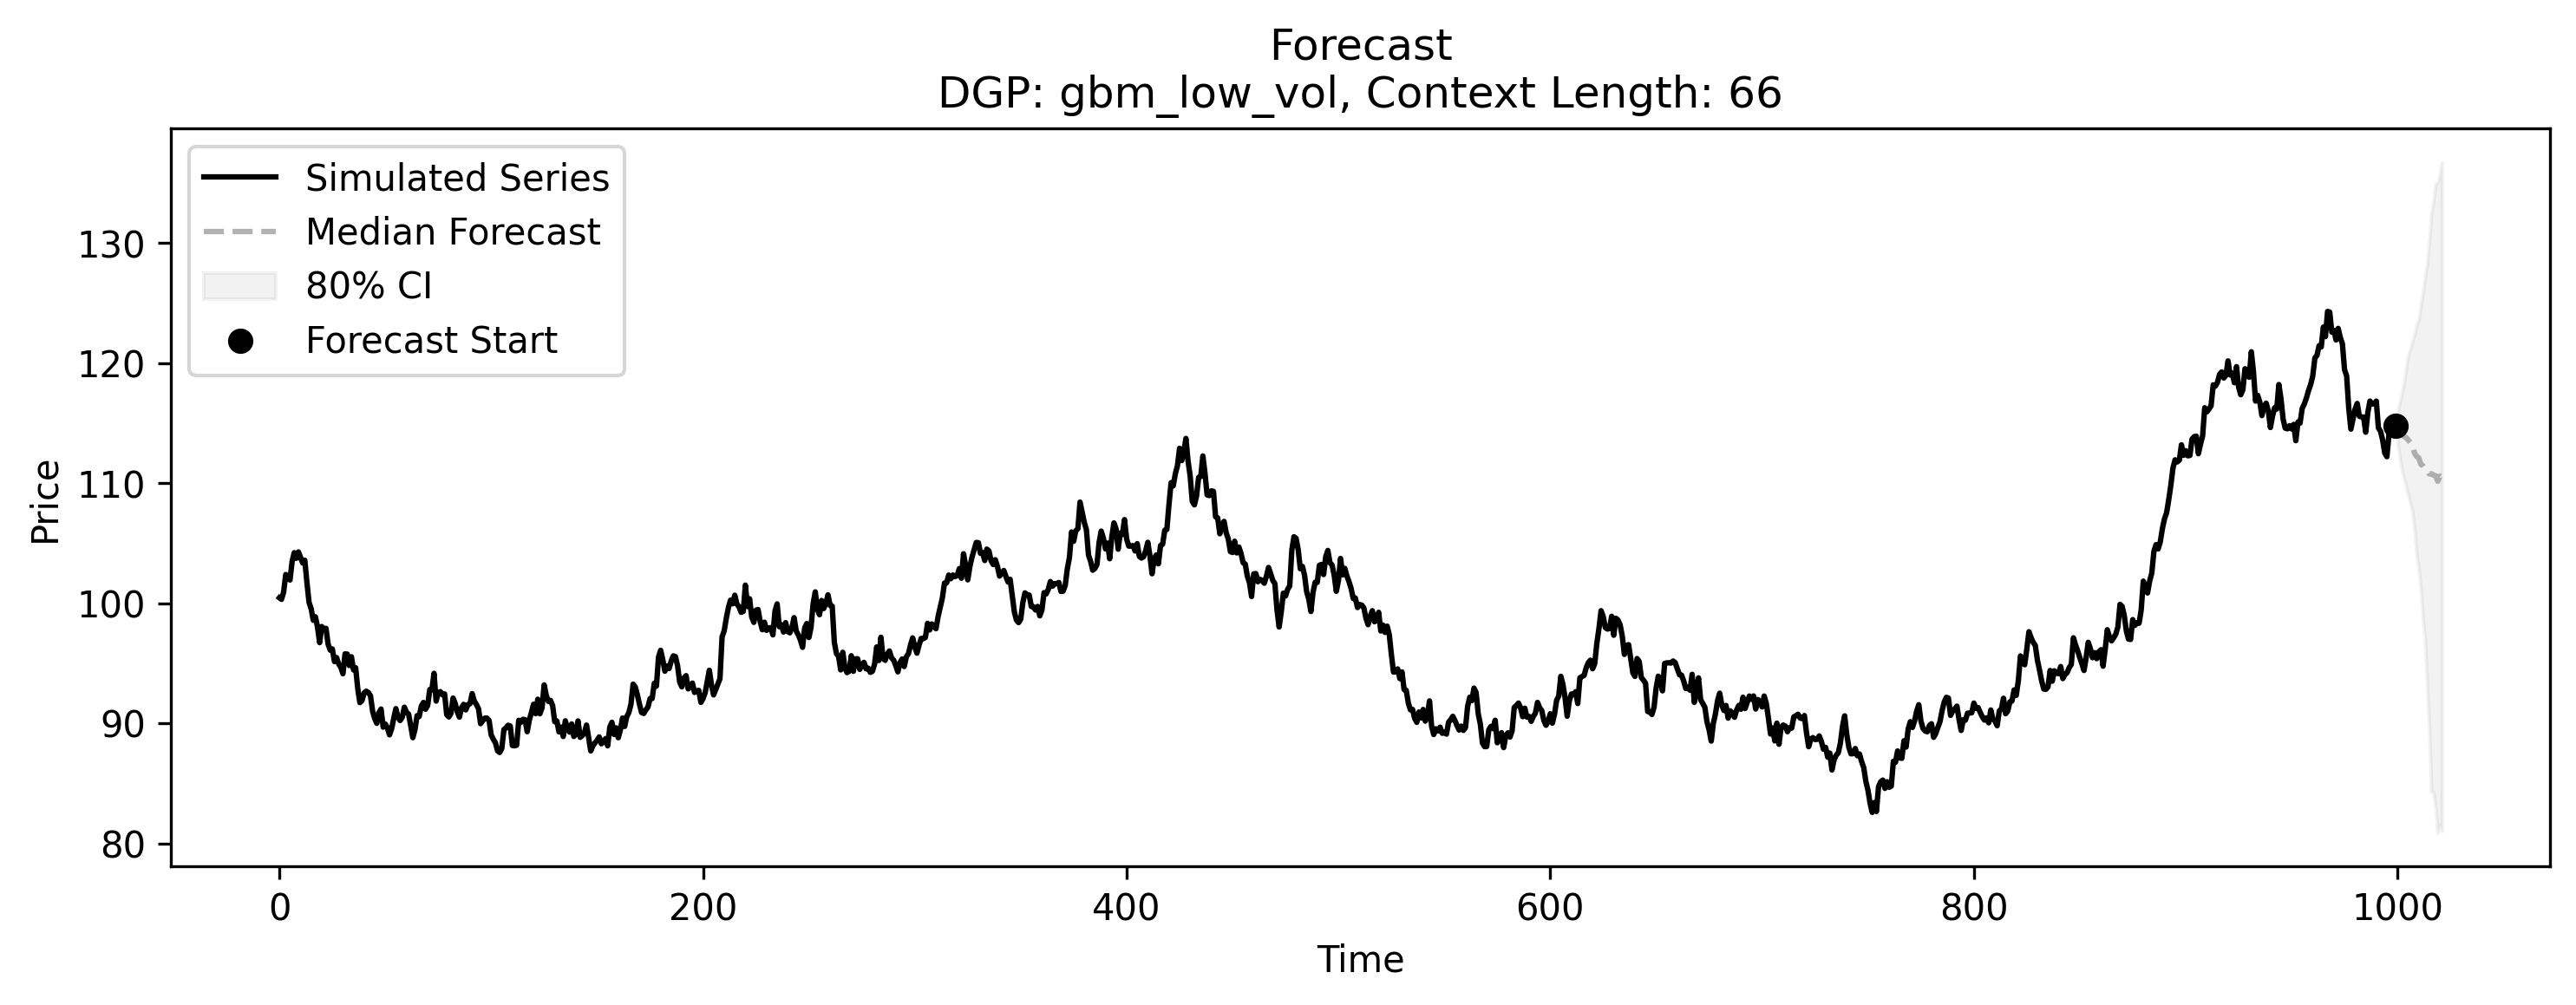 Forecast
DGP: gbm_low_vol, Context Length: 66
Simulated Series
Median Forecast
80% CI
Forecast Start
Price
130
120
110
100
90
80
0
200
400
600
800
1000
Time